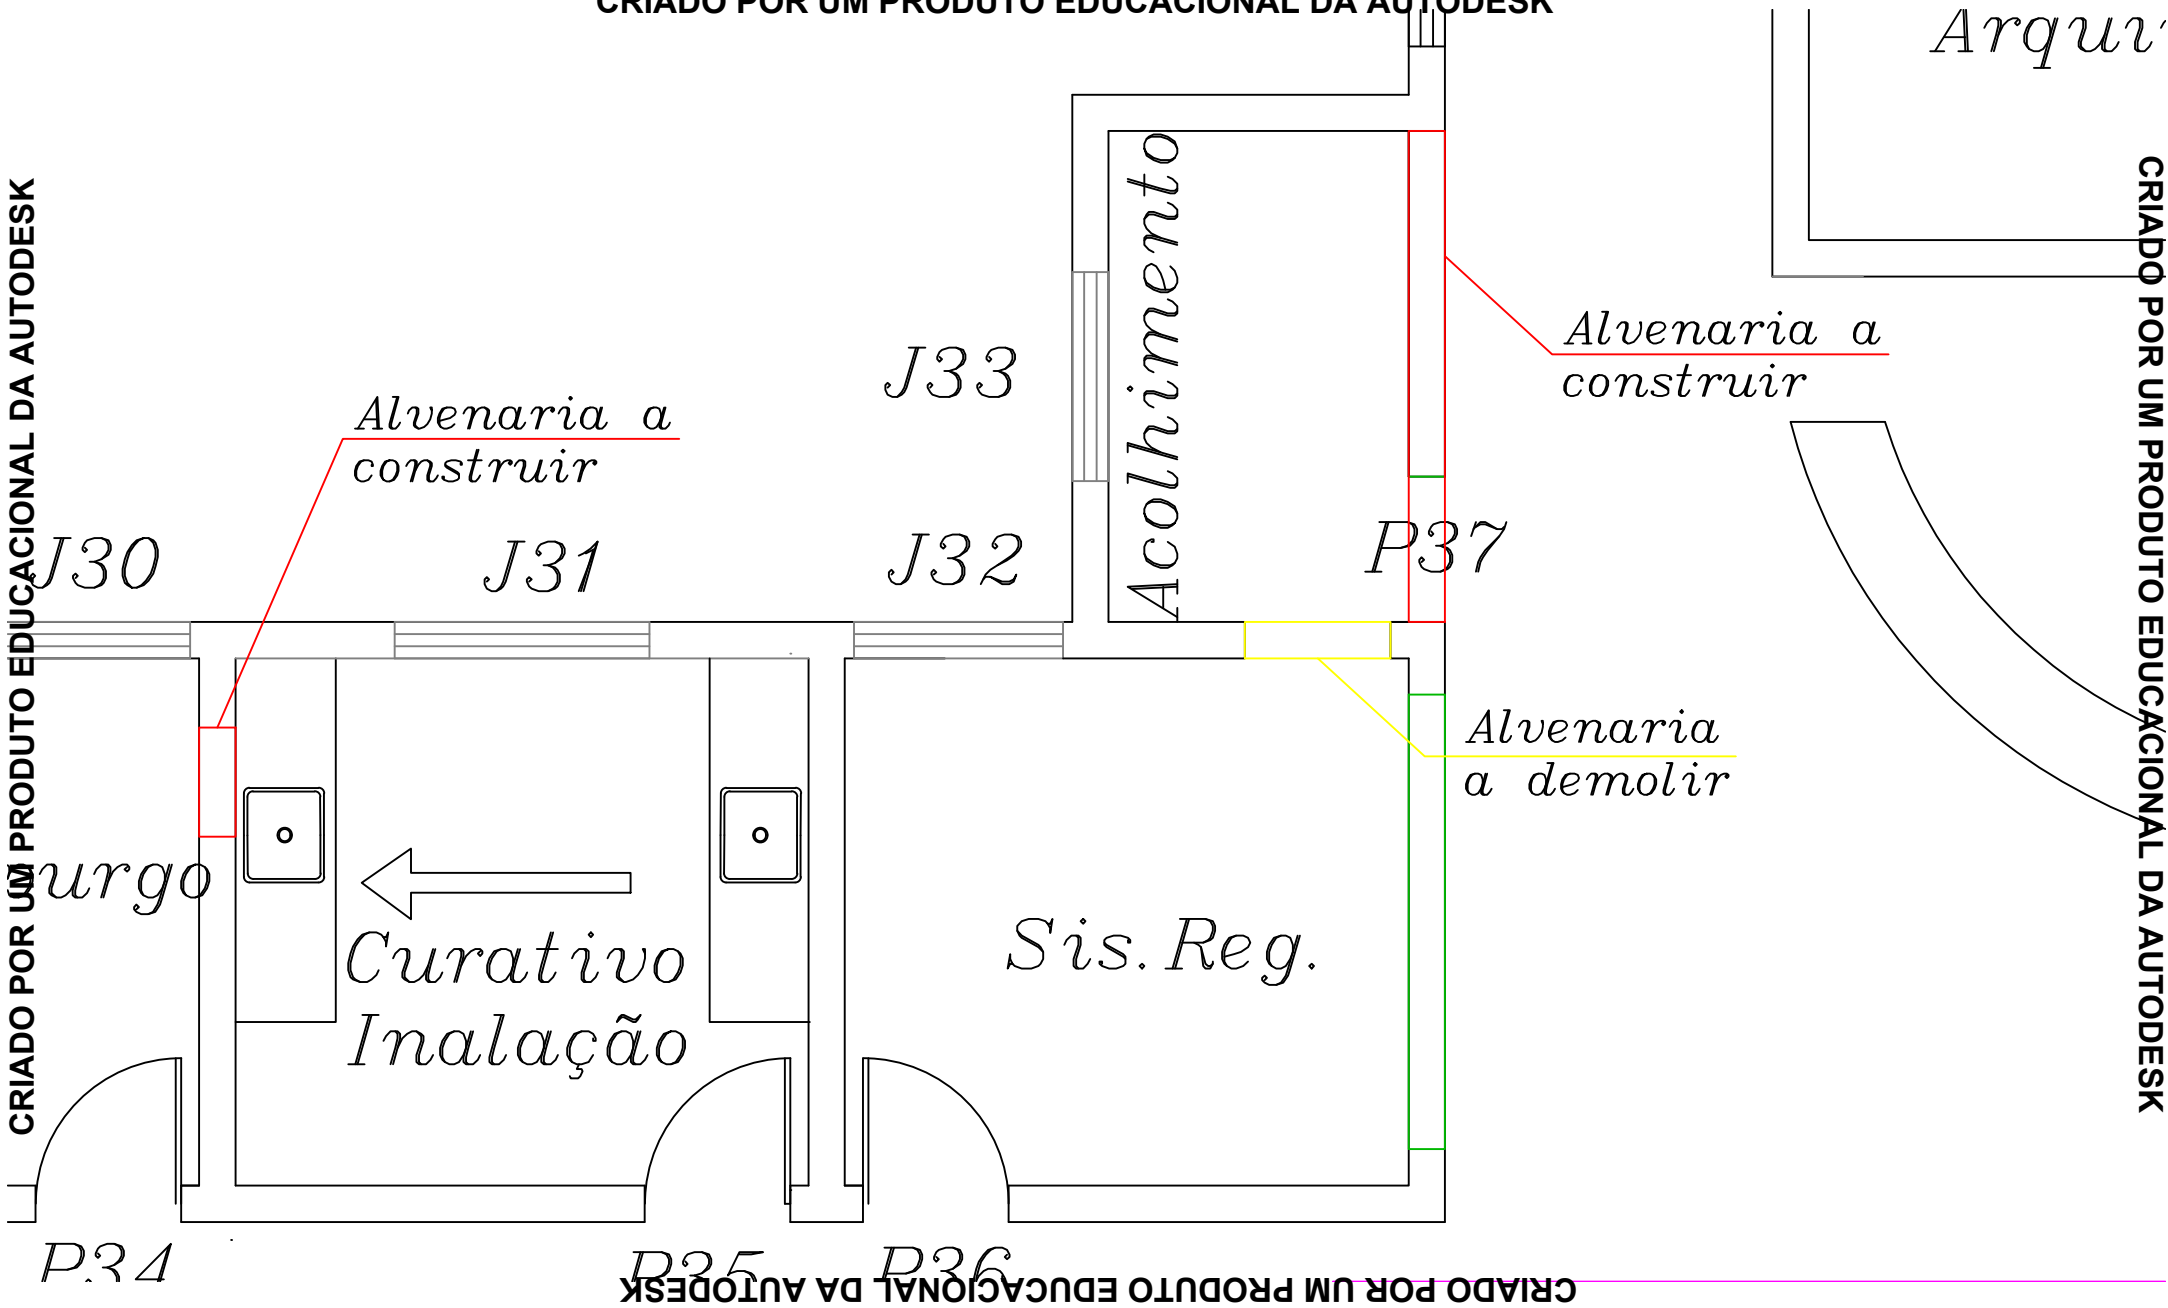 CRIADO POR UM PRODUTO EDUCACIONAL DA AUTODESK
Acolhimento
Alvenaria a
construir
J33
Alvenaria a
construir
J30
J31
J32
P37
Alvenaria
a demolir
Curativo
Inalação
Sis. Reg.
P34
P35
P36
CRIADO POR UM PRODUTO EDUCACIONAL DA AUTODESK
CRIADO POR UM PRODUTO EDUCACIONAL DA AUTODESK
CRIADO POR UM PRODUTO EDUCACIONAL DA AUTODESK